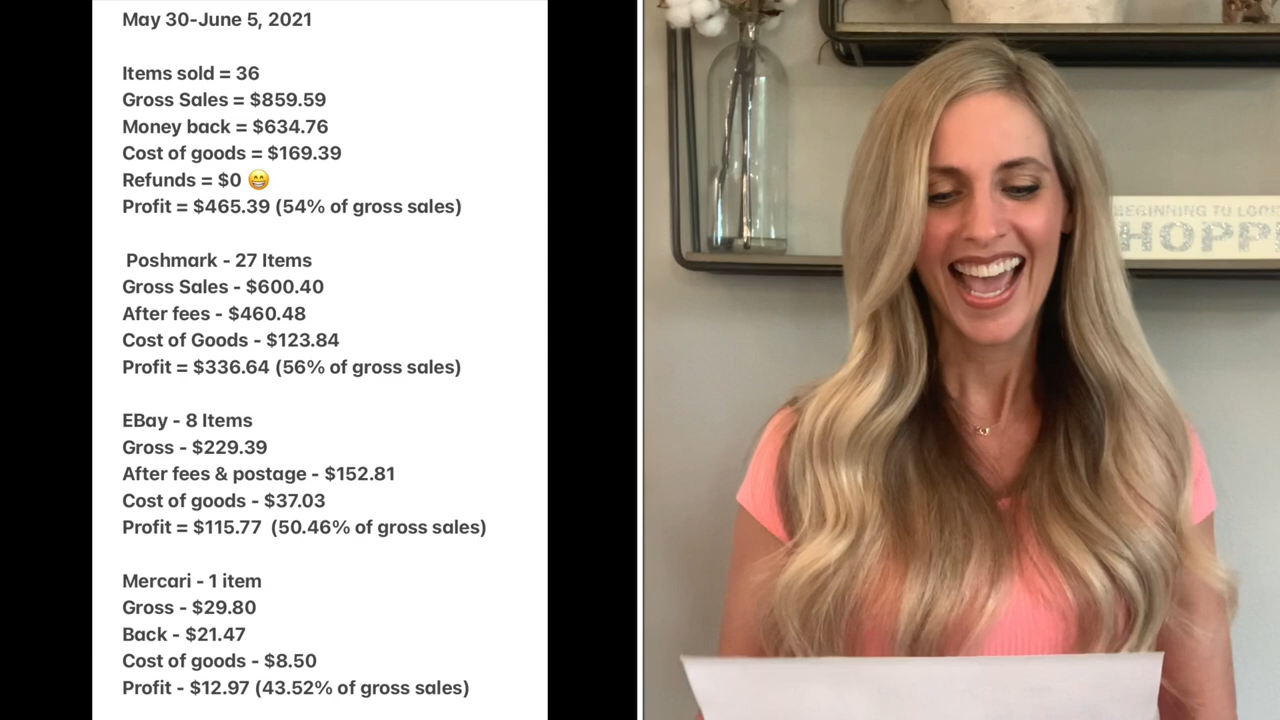 May 30-June 5, 2021
Items sold = 36
Gross Sales = $859.59
Money back = $634.76
Cost of goods = $169.39
Refunds = $0 😁
Profit = $465.39 (54% of gross sales)
Poshmark - 27 Items
Gross Sales - $600.40
After fees - $460.48
Cost of Goods - $123.84
Profit = $336.64 (56% of gross sales)
EBay - 8 Items
Gross - $229.39
After fees & postage - $152.81
Cost of goods - $37.03
Profit = $115.77 (50.46% of gross sales)
Mercari - 1 item
Gross - $29.80
Back - $21.47
Cost of goods - $8.50
Profit - $12.97 (43.52% of gross sales)
BEGINNING TO
HOPP